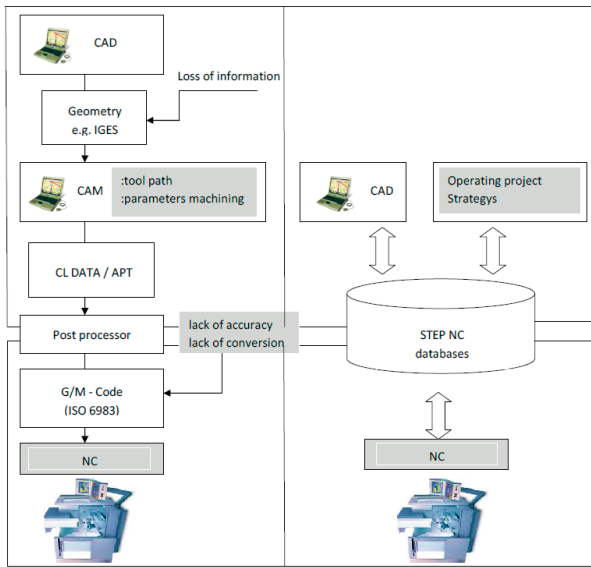 CAD
Loss of information
Geometry
e.g. IGES
CAM
:tool path
:parameters machining
CL DATA / APT
Post processor
lack of accuracy
lack of conversion
G/M - Code
(ISO 6983)
NC
CAD
Operating project
Strategys
STEP NC
databases
NC